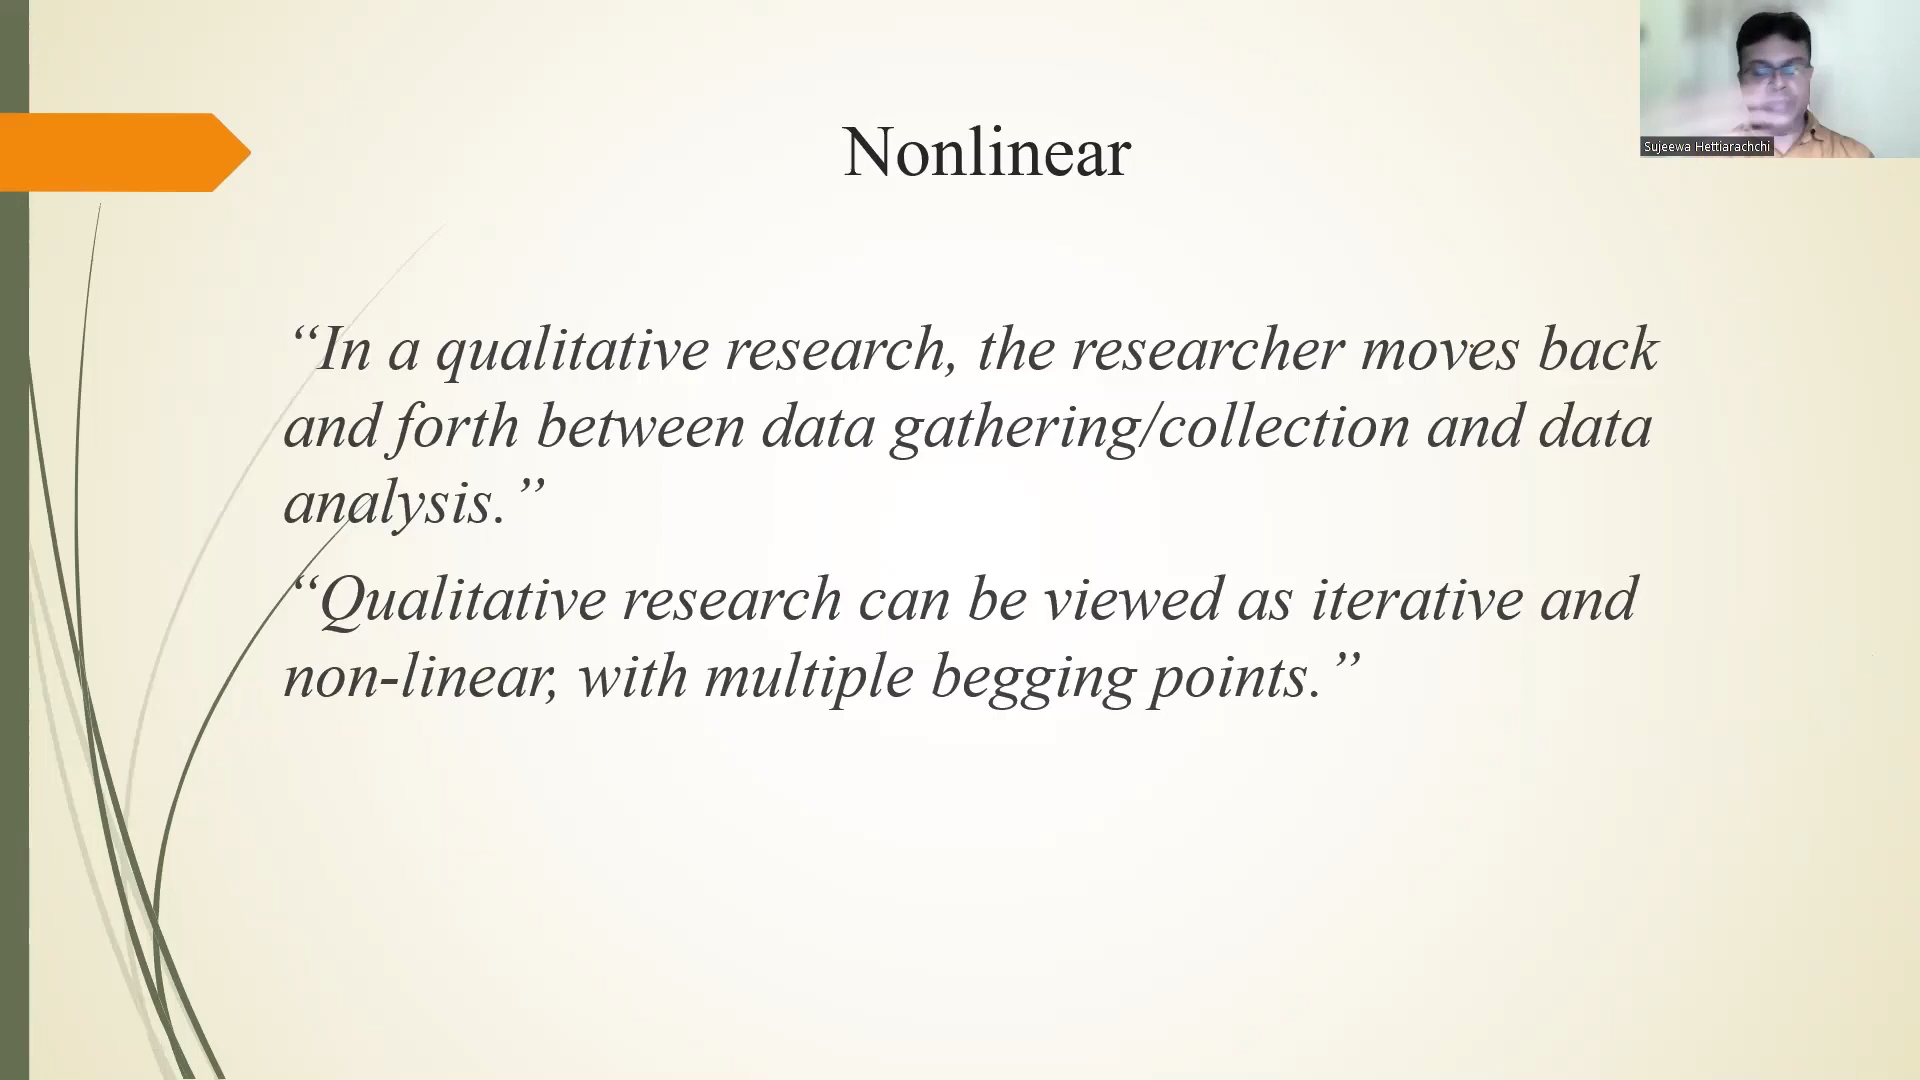 Nonlinear
Sujeewa Hettiarachchi
“In a qualitative research, the researcher moves back
and forth between data gathering/collection and data
analysis.”
“Qualitative research can be viewed as iterative and
non-linear, with multiple begging points.”